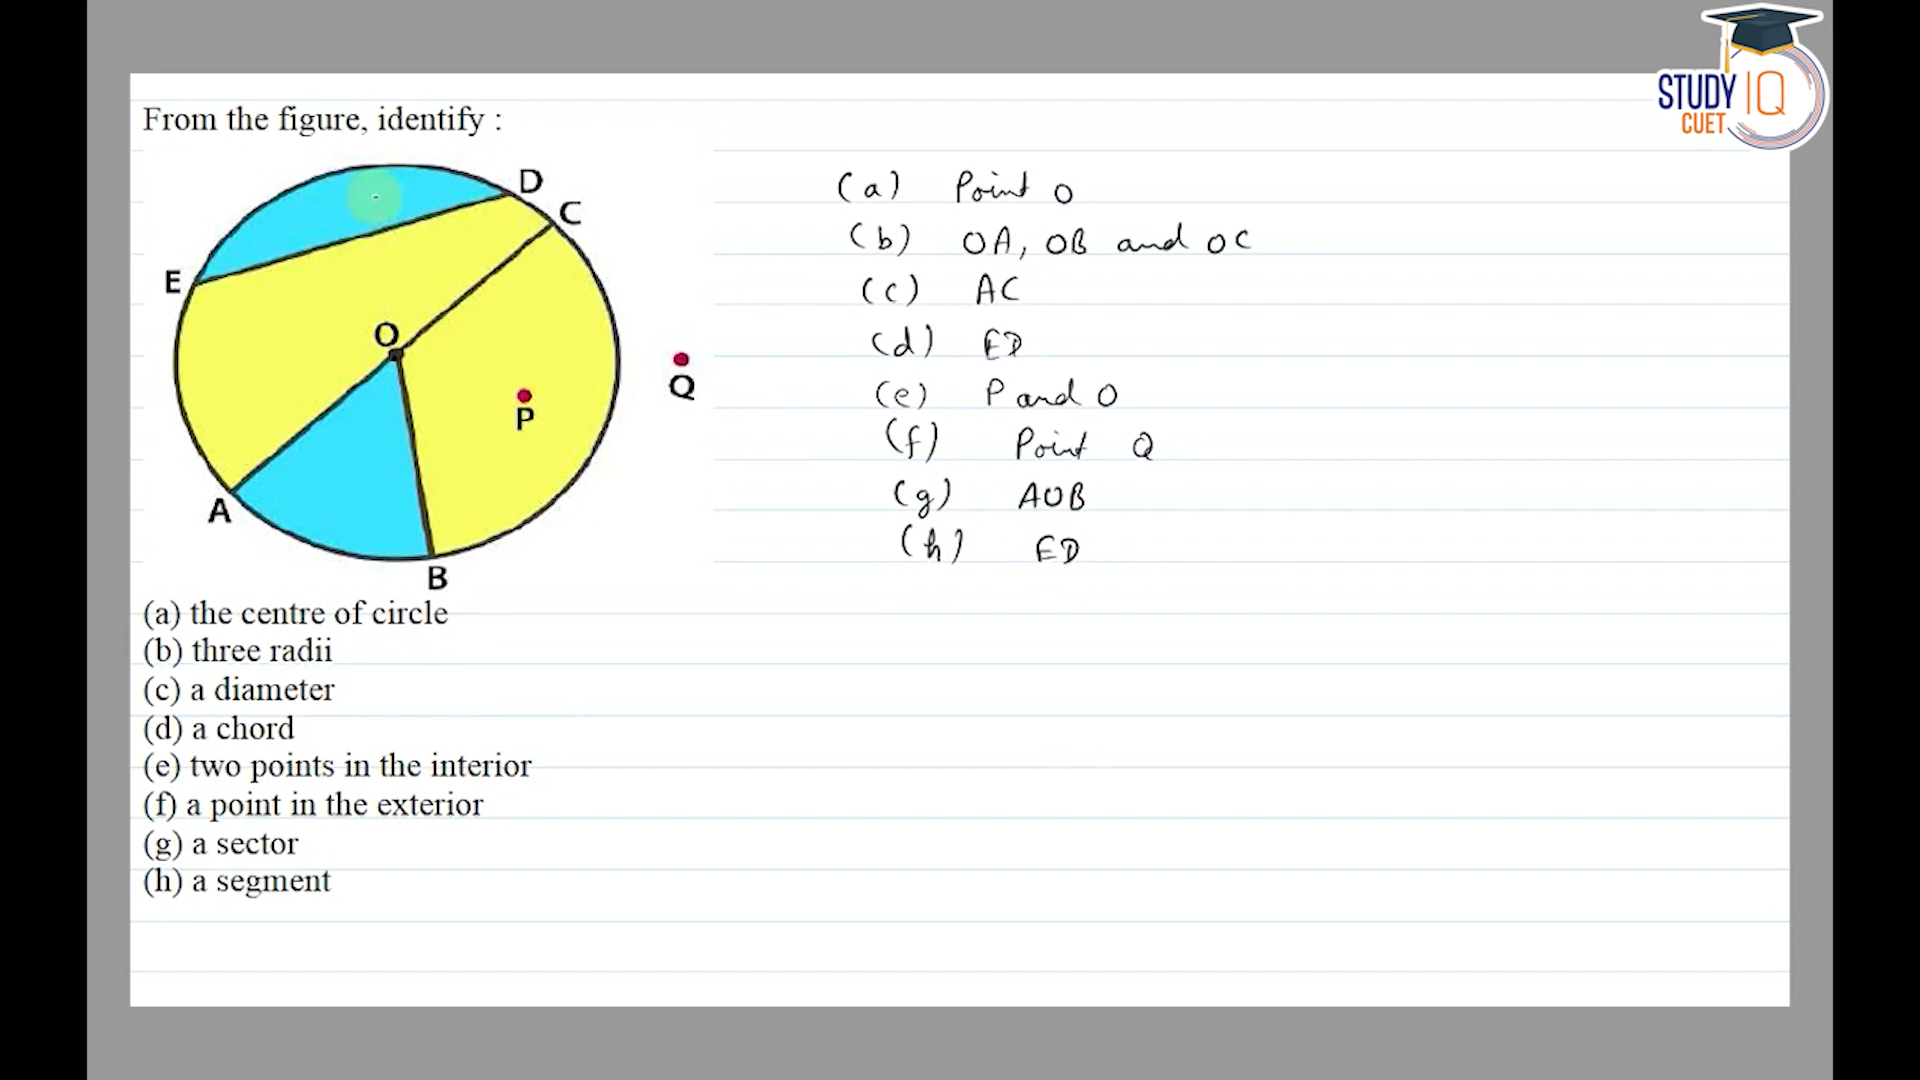 STUDY IQ
CUET
From the figure, identify :
D
C
E
O
P
Q
A
B
(a) Point O
(b) OA, OB and OC
(c) AC
(d) ED
(e) P and O
(f) Point Q
(g) AOB
(h) ED
(a) the centre of circle
(b) three radii
(c) a diameter
(d) a chord
(e) two points in the interior
(f) a point in the exterior
(g) a sector
(h) a segment